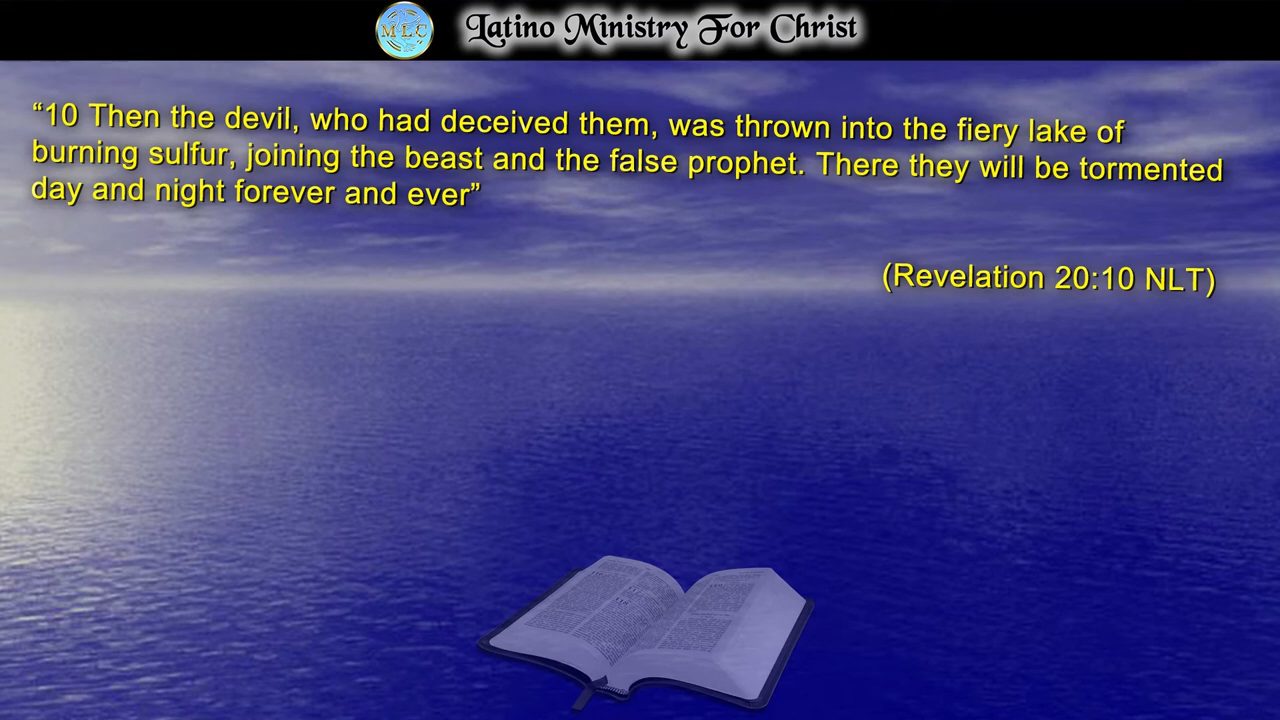 MLC
Latino Ministry For Christ
“10 Then the devil, who had deceived them, was thrown into the fiery lake of
burning sulfur, joining the beast and the false prophet. There they will be tormented
day and night forever and ever”
(Revelation 20:10 NLT)